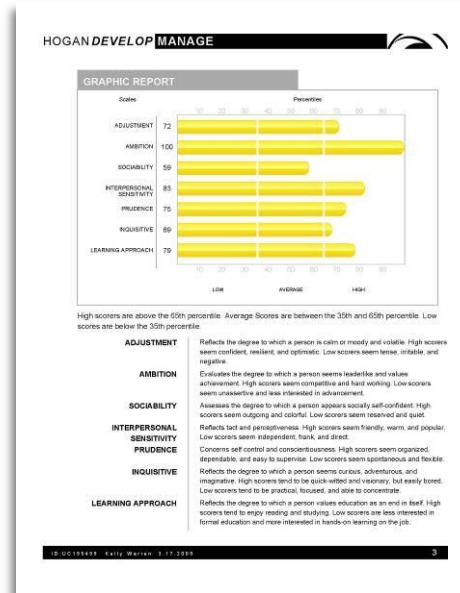 HOGAN DEVELOP MANAGE
GRAPHIC REPORT
Scales Percentiles
10 20 30 40 50 60 70 80 90
ADJUSTMENT 72
AMBITION 100
SOCIABILITY 59
INTERPERSONAL SENSITIVITY 83
PRUDENCE 75
INQUISITIVE 69
LEARNING APPROACH 79
10 20 30 40 50 60 70 80 90
LOW AVERAGE HIGH
High scorers are above the 65th percentile. Average Scores are between the 35th and 65th percentile. Low
scores are below the 35th percentile.
ADJUSTMENT Reflects the degree to which a person is calm or moody and volatile. High scorers
seem confident, resilient, and optimistic. Low scorers seem tense, irritable, and
negative.
AMBITION Evaluates the degree to which a person seems leaderlike and values
achievement. High scorers seem competitive and hard working. Low scorers
seem unassertive and less interested in advancement.
SOCIABILITY Assesses the degree to which a person appears socially self-confident. High
scorers seem outgoing and colorful. Low scorers seem reserved and quiet.
INTERPERSONAL SENSITIVITY Reflects tact and perceptiveness. High scorers seem friendly, warm, and popular.
Low scorers seem independent, frank, and direct.
PRUDENCE Concerns self control and conscientiousness. High scorers seem organized,
dependable, and easy to supervise. Low scorers seem spontaneous and flexible.
INQUISITIVE Reflects the degree to which a person seems curious, adventurous, and
imaginative. High scorers tend to be quick-witted and visionary, but easily bored.
Low scorers tend to be practical, focused, and able to concentrate.
LEARNING APPROACH Reflects the degree to which a person values education as an end in itself. High
scorers tend to enjoy reading and studying. Low scorers are less interested in
formal education and more interested in hands-on learning on the job.
Kelly Warren 3.17.2009 3